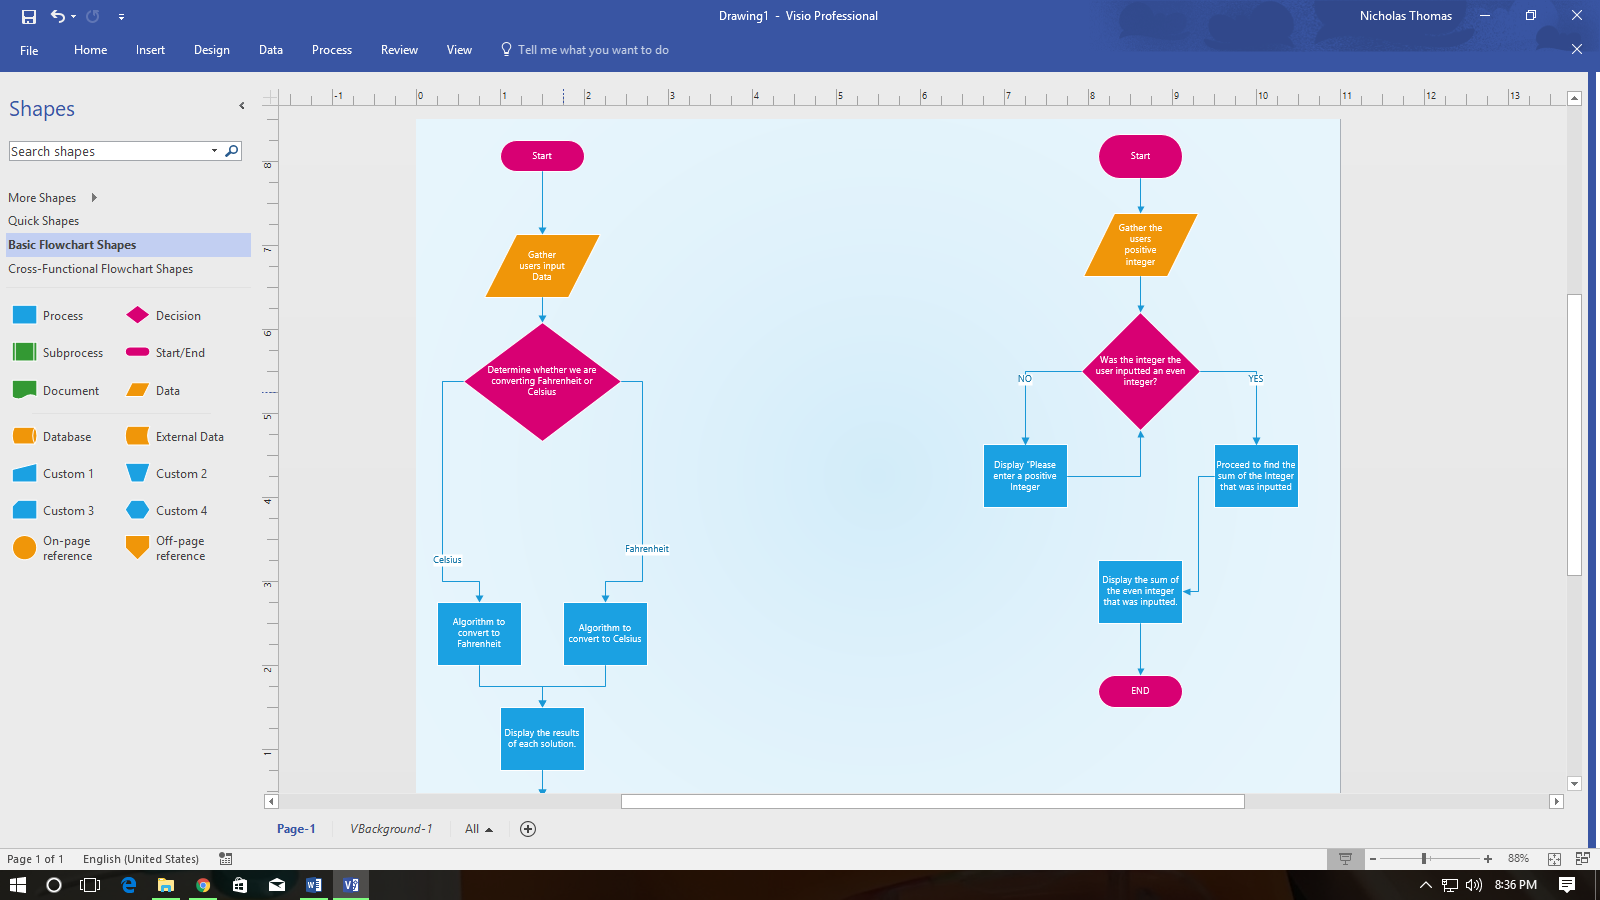 Drawing1 - Visio Professional
Nicholas Thomas
File Home Insert Design Data Process Review View Tell me what you want to do
Shapes
Search shapes
More Shapes
Quick Shapes
Basic Flowchart Shapes
Cross-Functional Flowchart Shapes
Process Decision
Subprocess Start/End
Document Data
Database External Data
Custom 1 Custom 2
Custom 3 Custom 4
On-page
reference
Off-page
reference
-1 0 1 2 3 4 5 6 7 8 9 10 11 12 13
8
7
6
5
4
3
2
1
Start
Gather
users input
Data
Determine whether we are
converting Fahrenheit or
Celsius
Celsius
Fahrenheit
Algorithm to
convert to
Fahrenheit
Algorithm to
convert to Celsius
Display the results
of each solution.
Start
Gather the
users
positive
integer
Was the integer the
user inputted an even
integer?
NO
YES
Display "Please
enter a positive
Integer
Proceed to find the
sum of the Integer
that was inputted
Display the sum of
the even integer
that was inputted.
END
Page-1 VBackground-1 All
Page 1 of 1 English (United States)
88%
8:36 PM